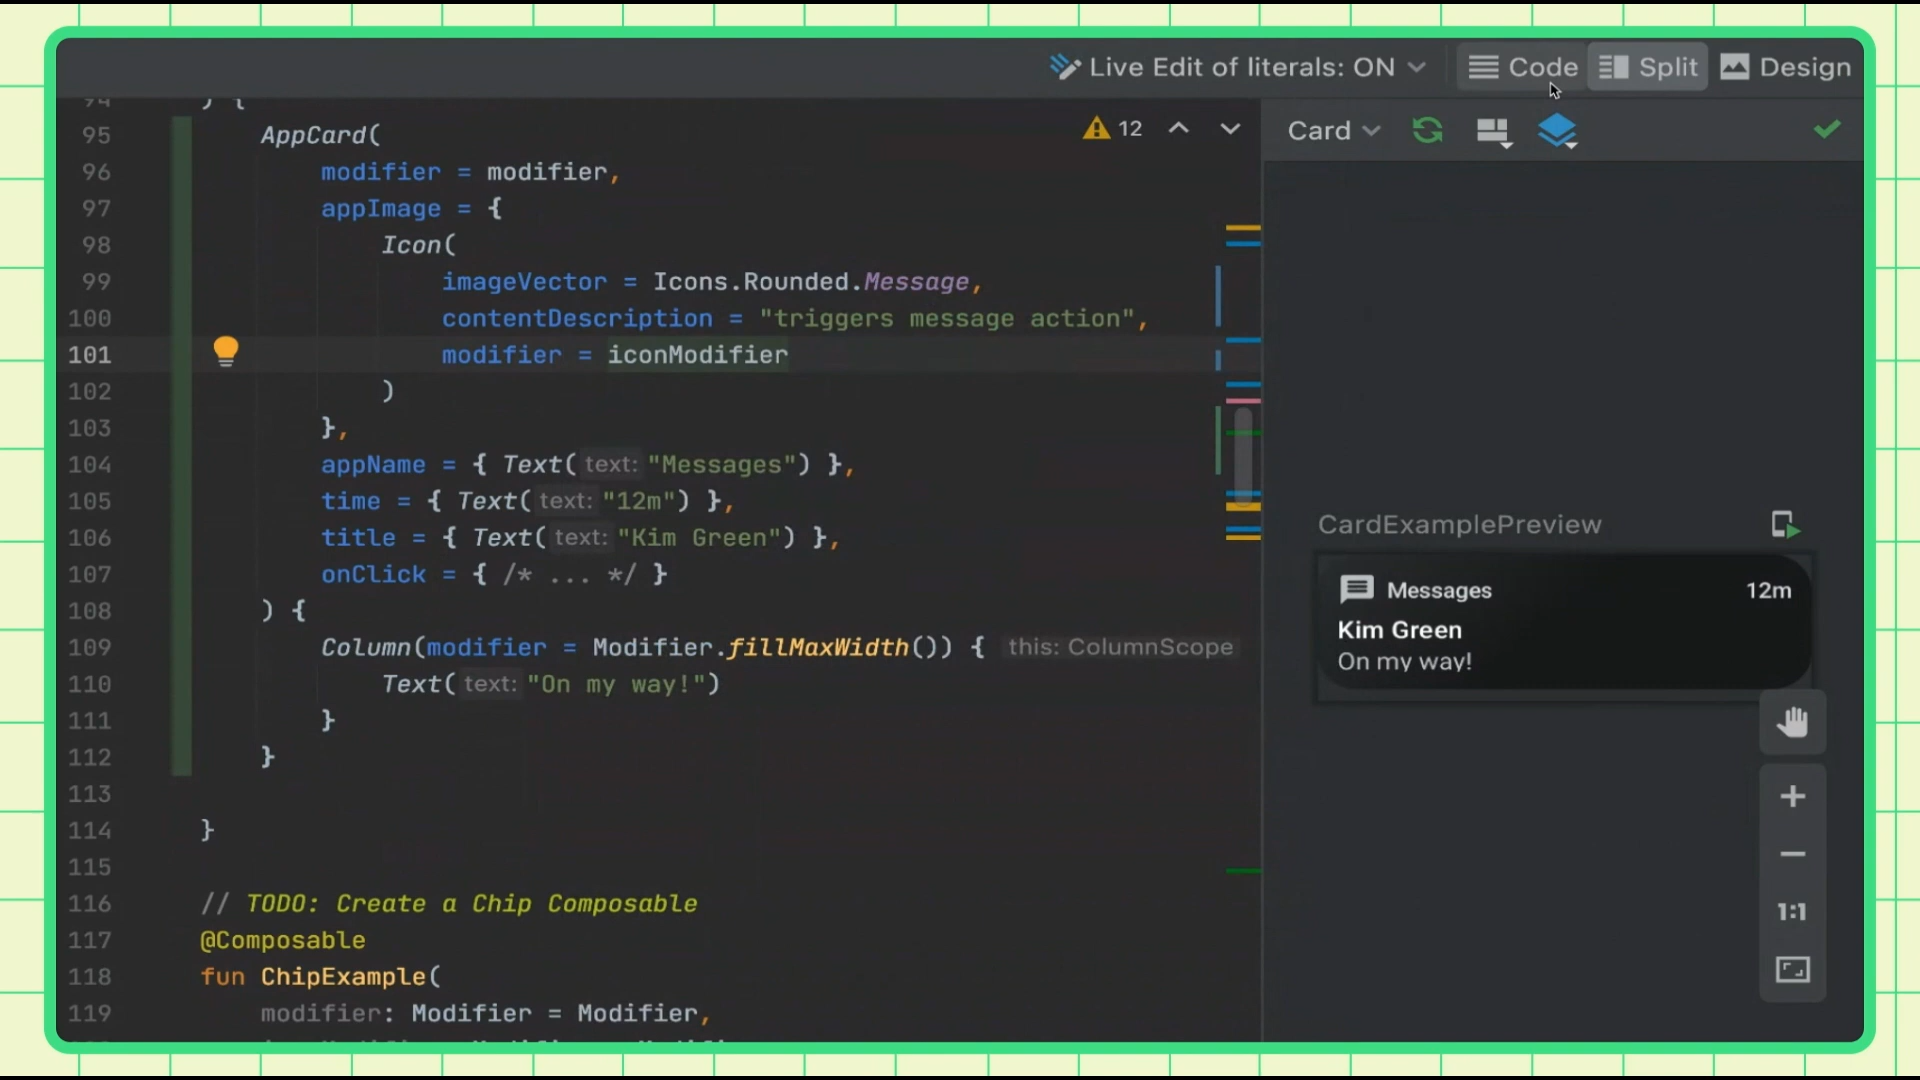 Live Edit of literals: ON
Code
Split
Design
94 ) {
95 AppCard(
12
Card
96 modifier = modifier,
97 appImage = {
98 Icon(
99 imageVector = Icons.Rounded.Message,
100 contentDescription = "triggers message action",
101 modifier = iconModifier
102 )
103 },
104 appName = { Text( text: "Messages") },
105 time = { Text( text: "12m") },
106 title = { Text( text: "Kim Green") },
107 onClick = { /* ... */ }
108 ) {
109 Column(modifier = Modifier.fillMaxWidth()) { this: ColumnScope
110 Text( text: "On my way!")
111 }
112 }
113
114 }
115
116 // TODO: Create a Chip Composable
117 @Composable
118 fun ChipExample(
119 modifier: Modifier = Modifier,
CardExamplePreview
Messages
12m
Kim Green
On my way!
1:1